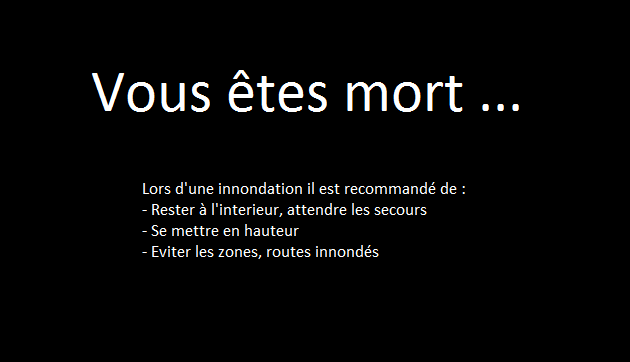 Vous êtes mort ...
Lors d'une innondation il est recommandé de :
- Rester à l'interieur, attendre les secours
- Se mettre en hauteur
- Eviter les zones, routes innondés